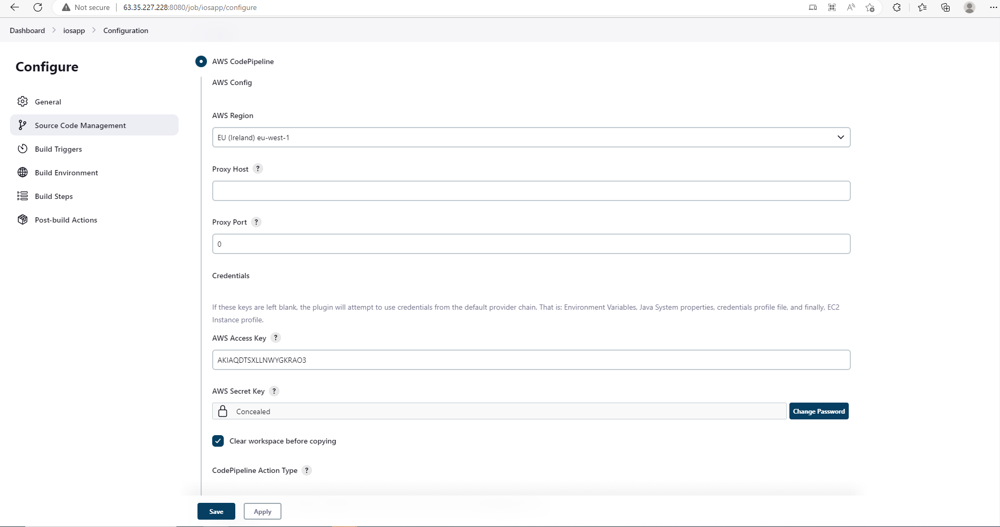 Not secure
63.35.227.228:8080/job/iosapp/configure
Dashboard
iosapp
Configuration
Configure
General
Source Code Management
Build Triggers
Build Environment
Build Steps
Post-build Actions
AWS CodePipeline
AWS Config
AWS Region
EU (Ireland) eu-west-1
Proxy Host ?
Proxy Port ?
0
Credentials
If these keys are left blank, the plugin will attempt to use credentials from the default provider chain. That is: Environment Variables, Java System properties, credentials profile file, and finally, EC2
Instance profile.
AWS Access Key ?
AKIAQDTSXLLNWYGKRAO3
AWS Secret Key ?
Concealed
Change Password
Clear workspace before copying
CodePipeline Action Type ?
Save
Apply